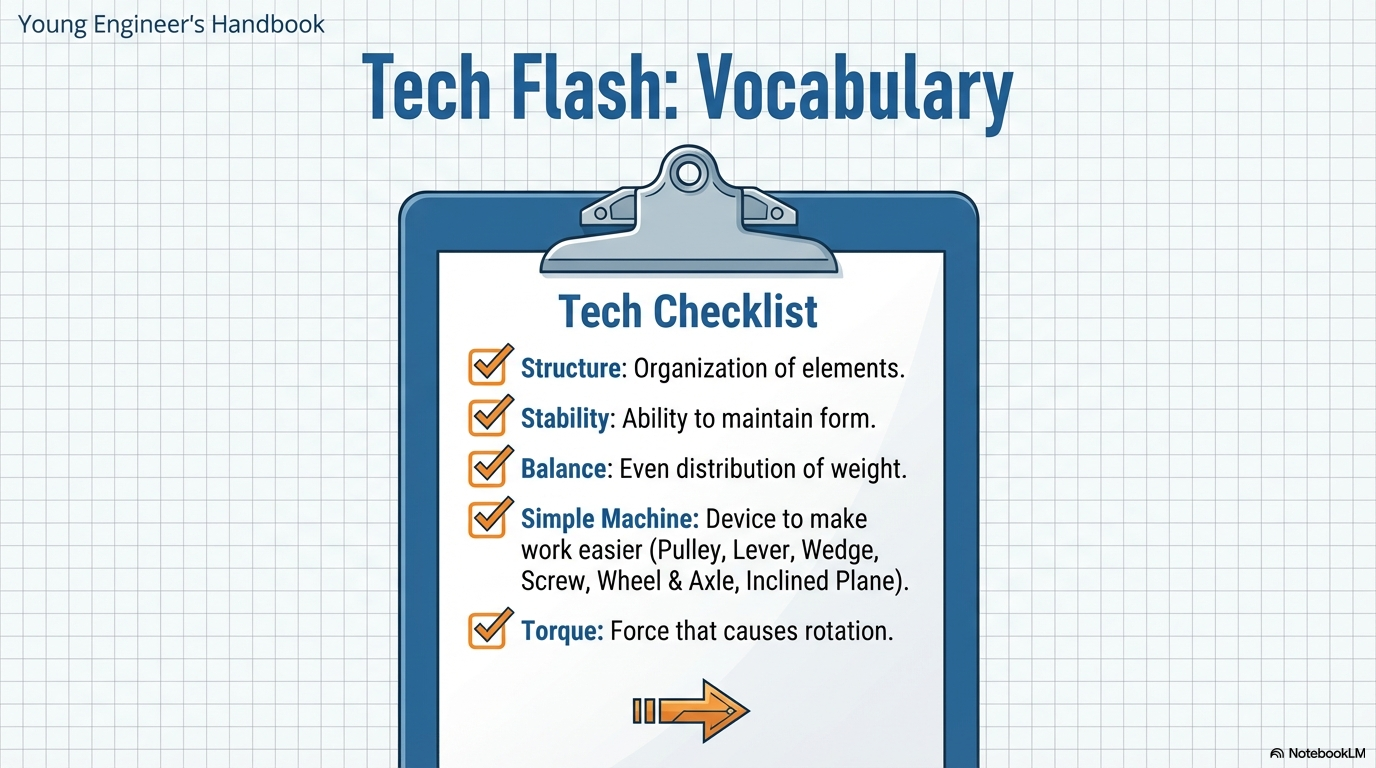 Young Engineer's Handbook
Tech Flash: Vocabulary
Tech Checklist
Structure: Organization of elements.
Stability: Ability to maintain form.
Balance: Even distribution of weight.
Simple Machine: Device to make
work easier (Pulley, Lever, Wedge,
Screw, Wheel & Axle, Inclined Plane).
Torque: Force that causes rotation.
NotebookLM